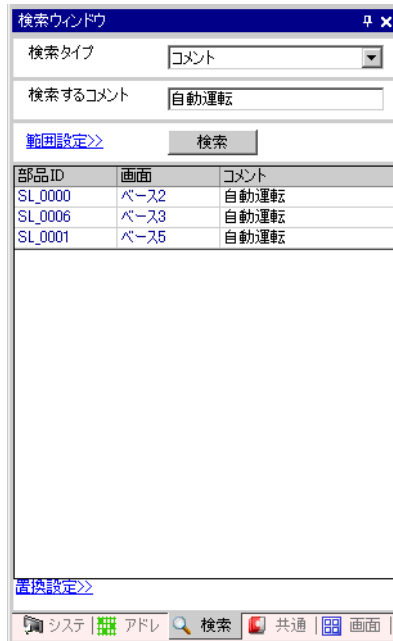 検索ウィンドウ
検索タイプ コメント
検索するコメント 自動運転
範囲設定>> 検索
部品ID 画面 コメント
SL_0000 ベース2 自動運転
SL_0006 ベース3 自動運転
SL_0001 ベース5 自動運転
置換設定>>
システ アドレ 検索 共通 画面